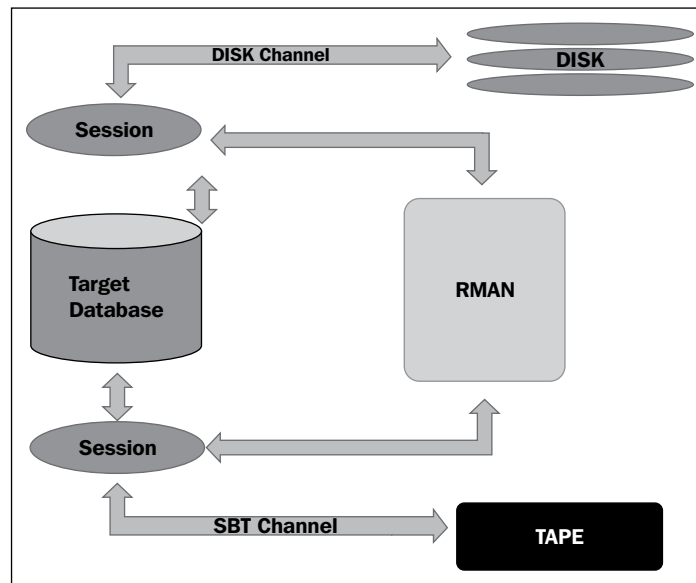 DISK Channel
DISK
Session
Target
Database
RMAN
Session
SBT Channel
TAPE